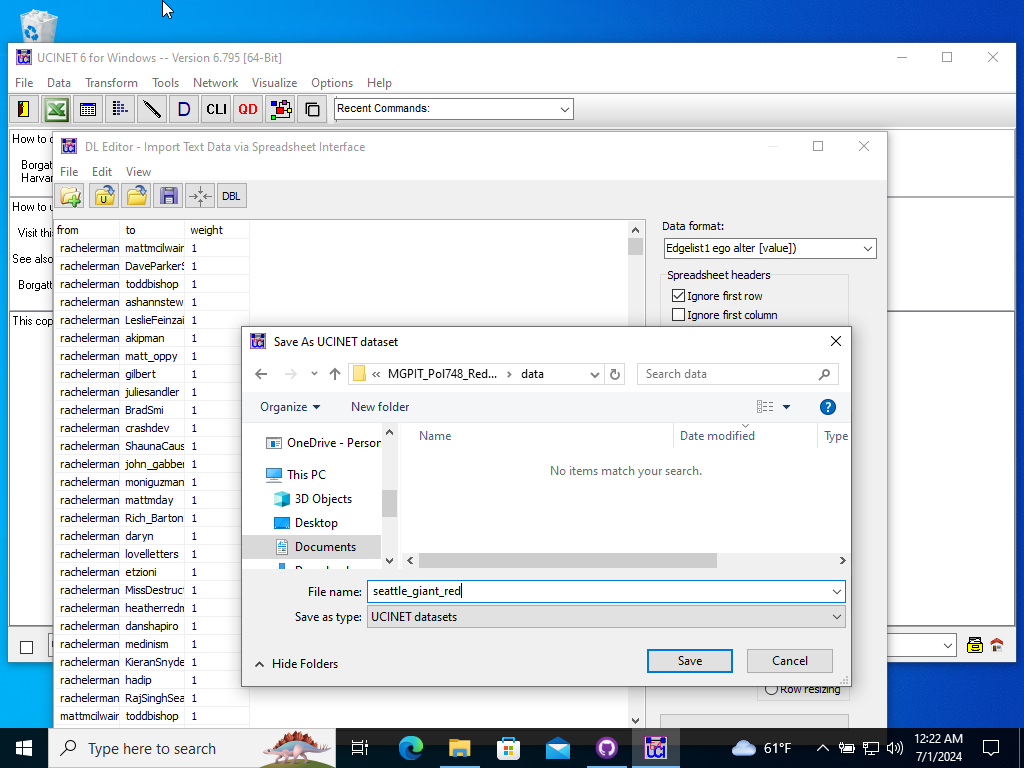 UCINET 6 for Windows -- Version 6.795 [64-Bit]
File Data Transform Tools Network Visualize Options Help
D CLI QD Recent Commands:
How to
Borgat
Harvar
How to
Visit this
See also
Borgatt
This cop
DL Editor - Import Text Data via Spreadsheet Interface
File Edit View
U DBL
from to weight
rachelerman mattmcilwair 1
rachelerman DaveParkerS 1
rachelerman toddbishop 1
rachelerman ashannstew 1
rachelerman LeslieFeinzai 1
rachelerman akipman 1
rachelerman matt_oppy 1
rachelerman gilbert 1
rachelerman juliesandler 1
rachelerman BradSmi 1
rachelerman crashdev 1
rachelerman ShaunaCaus 1
rachelerman john_gabber 1
rachelerman moniguzman 1
rachelerman mattmday 1
rachelerman Rich_Barton 1
rachelerman daryn 1
rachelerman lovelletters 1
rachelerman etzioni 1
rachelerman MissDestruct 1
rachelerman heatherredm 1
rachelerman danshapiro 1
rachelerman medinism 1
rachelerman KieranSnyde 1
rachelerman hadip 1
rachelerman RajSinghSea 1
mattmcilwair toddbishop 1
Data format:
Edgelist1 ego alter [value])
Spreadsheet headers
Ignore first row
Ignore first column
Row resizing
Save As UCINET dataset
« MGPIT_Pol748_Red... › data
Search data
Organize New folder
OneDrive - Person
This PC
3D Objects
Desktop
Documents
Name Date modified Type
No items match your search.
File name: seattle_giant_red
Save as type: UCINET datasets
Hide Folders
Save Cancel
Type here to search
61°F
12:22 AM
7/1/2024